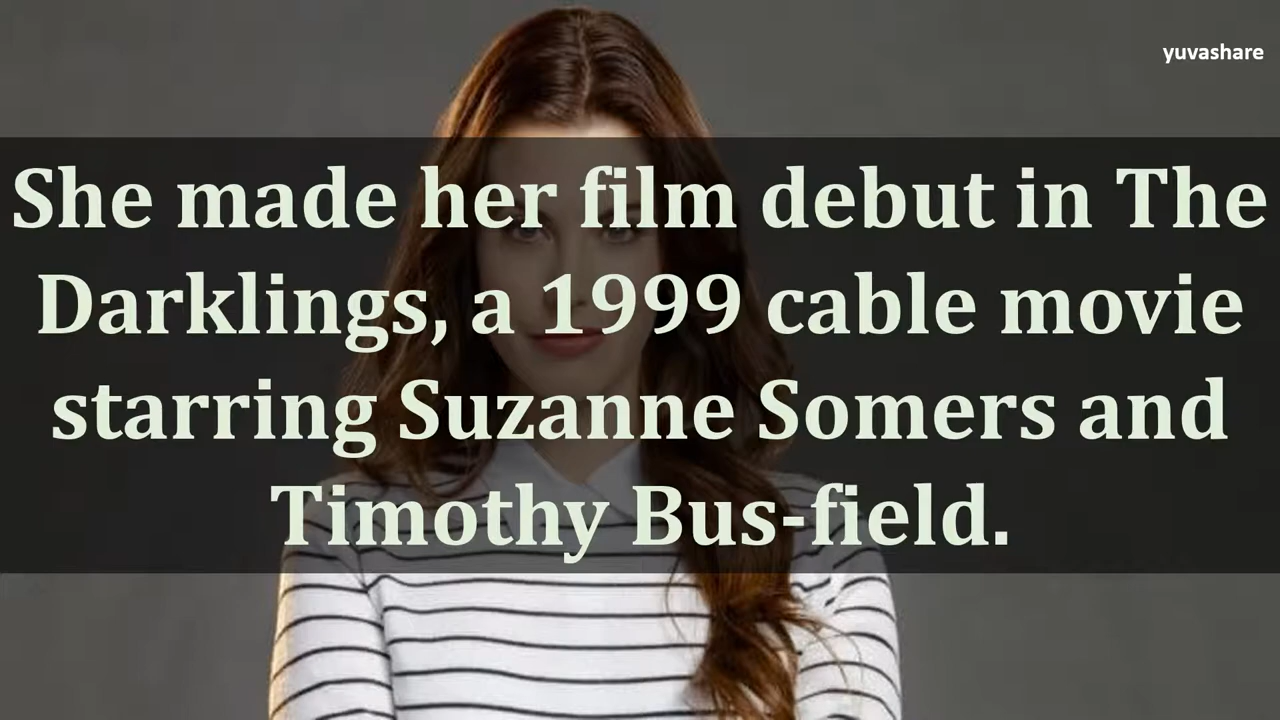 yuvashare
She made her film debut in The
Darklings, a 1999 cable movie
starring Suzanne Somers and
Timothy Bus-field.